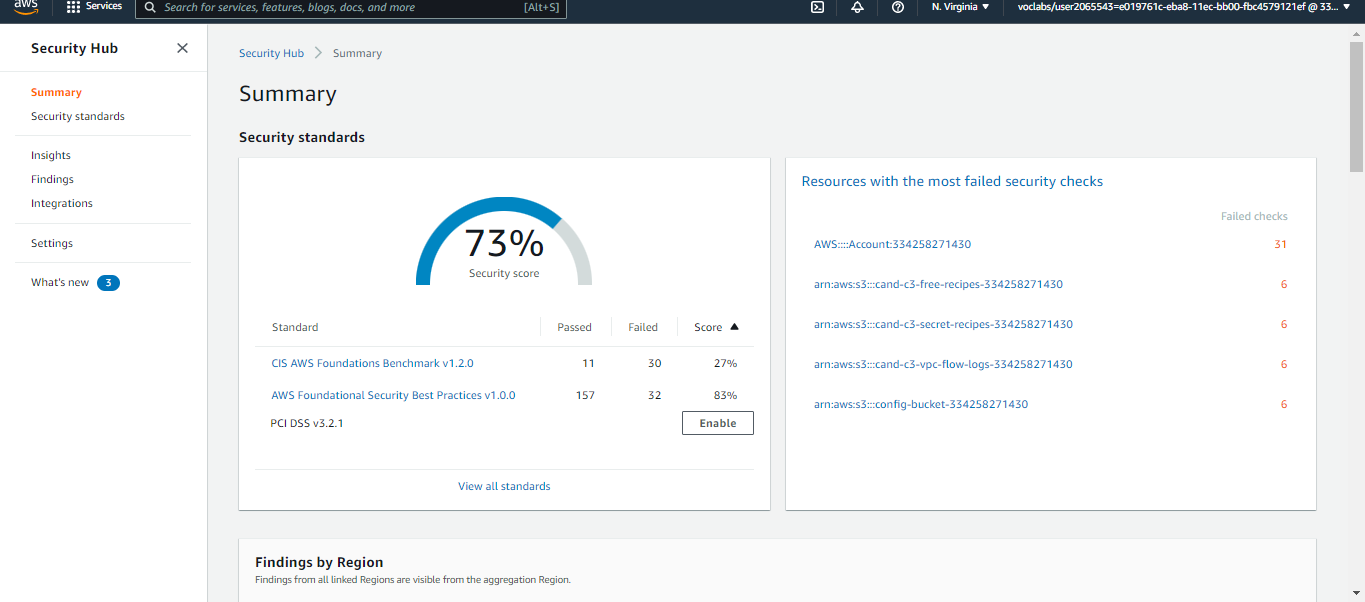 aws
Services
Search for services, features, blogs, docs, and more
[Alt+S]
N. Virginia
voclabs/user2065543=e019761c-eba8-11ec-bb00-fbc4579121ef @ 33...
Security Hub
Summary
Security standards
Insights
Findings
Integrations
Settings
What's new 3
Security Hub > Summary
Summary
Security standards
73%
Security score
Standard Passed Failed Score
CIS AWS Foundations Benchmark v1.2.0 11 30 27%
AWS Foundational Security Best Practices v1.0.0 157 32 83%
PCI DSS v3.2.1 Enable
View all standards
Resources with the most failed security checks
Failed checks
AWS::::Account:334258271430 31
arn:aws:s3:::cand-c3-free-recipes-334258271430 6
arn:aws:s3:::cand-c3-secret-recipes-334258271430 6
arn:aws:s3:::cand-c3-vpc-flow-logs-334258271430 6
arn:aws:s3:::config-bucket-334258271430 6
Findings by Region
Findings from all linked Regions are visible from the aggregation Region.